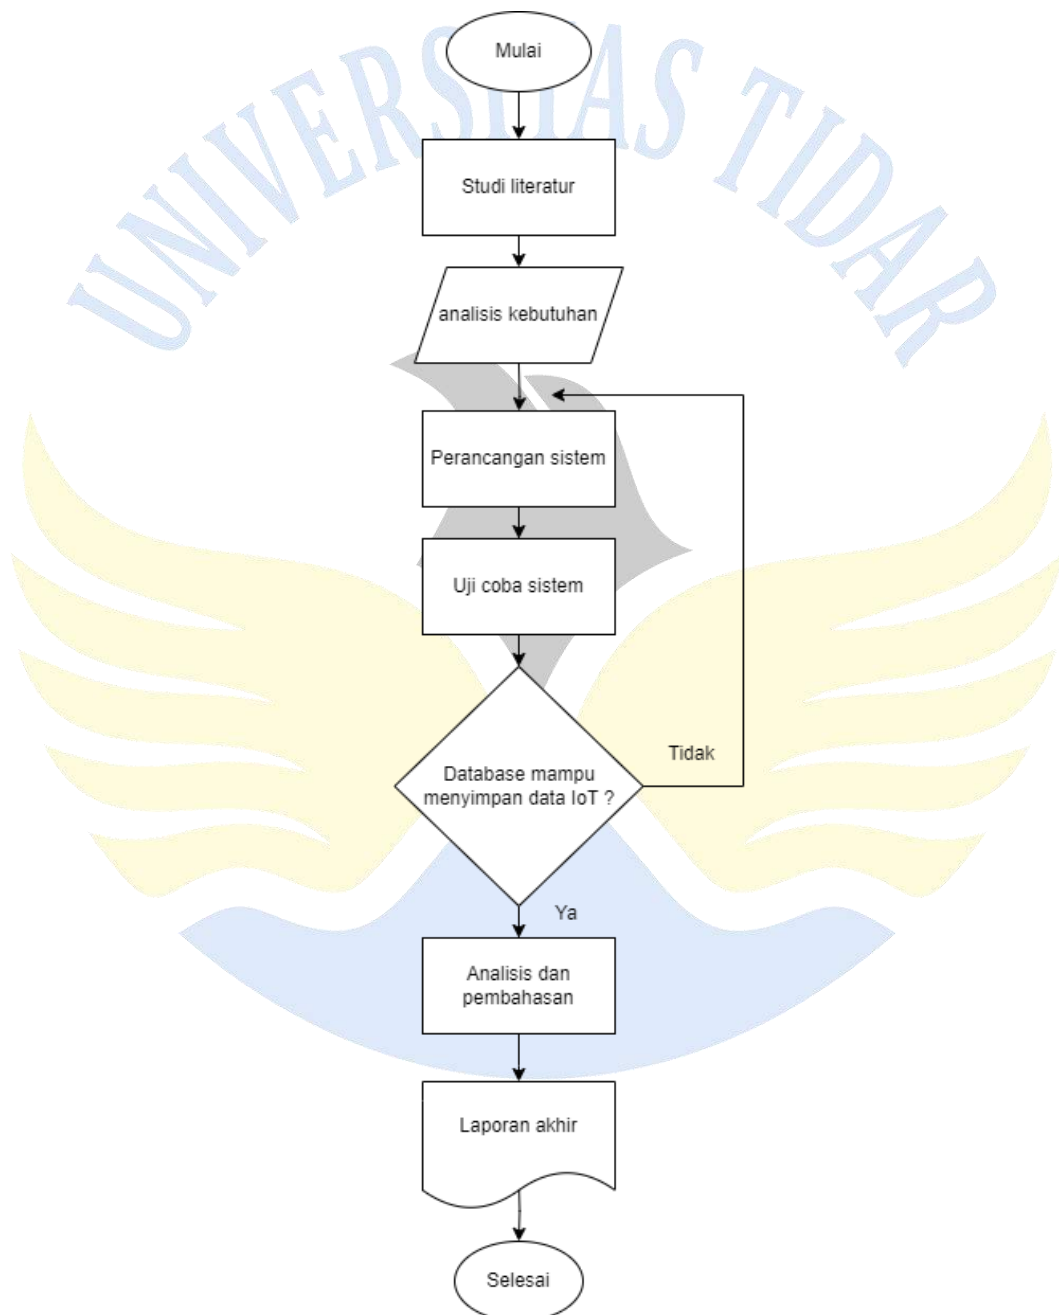 UNIVERSITAS TIDAR
Mulai
Studi literatur
analisis kebutuhan
Perancangan sistem
Uji coba sistem
Database mampu
menyimpan data IoT ?
Tidak
Ya
Analisis dan
pembahasan
Laporan akhir
Selesai